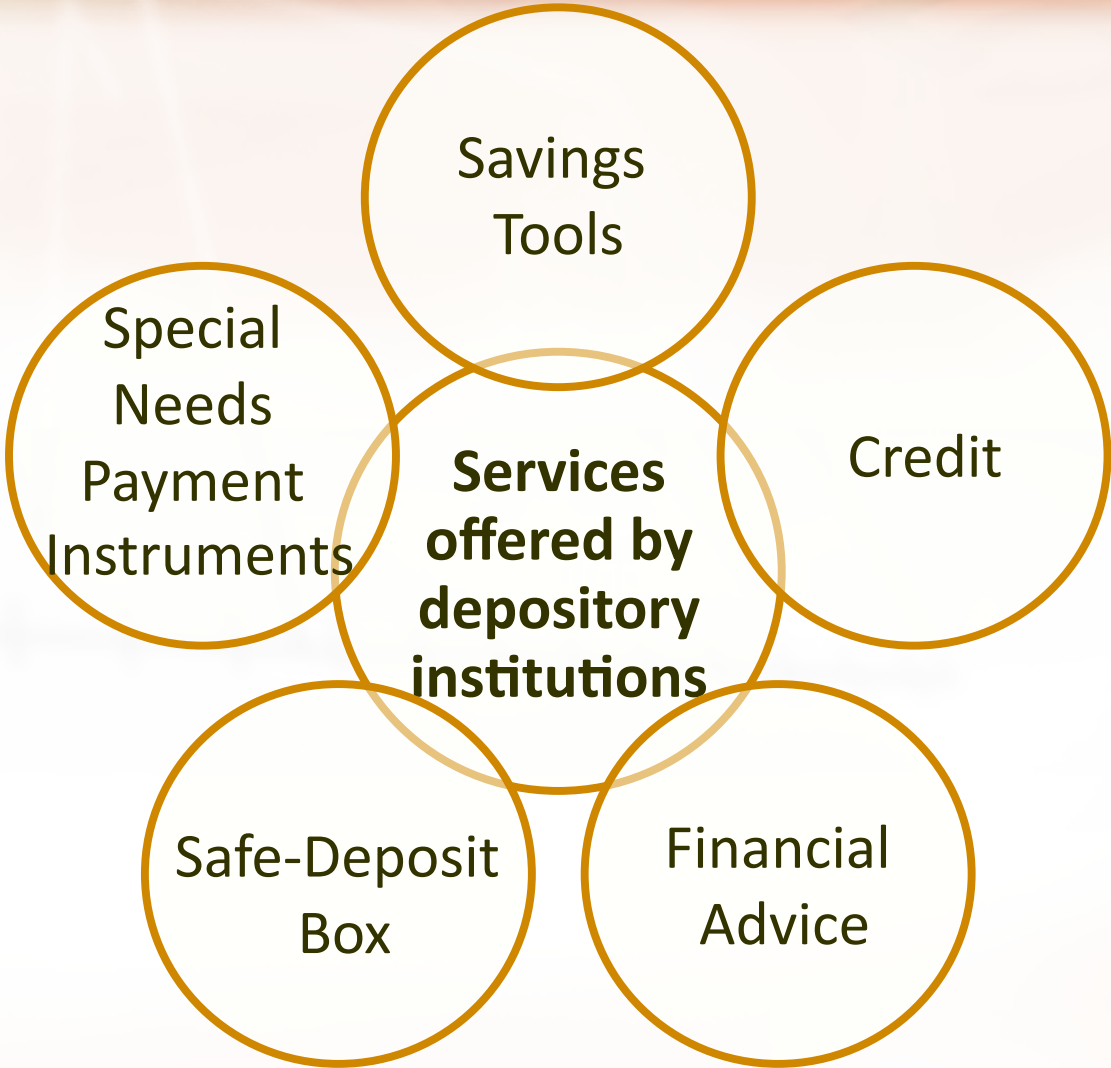 Savings
Tools
Special
Needs
Payment
Instruments
Credit
Services
offered by
depository
institutions
Safe-Deposit
Box
Financial
Advice